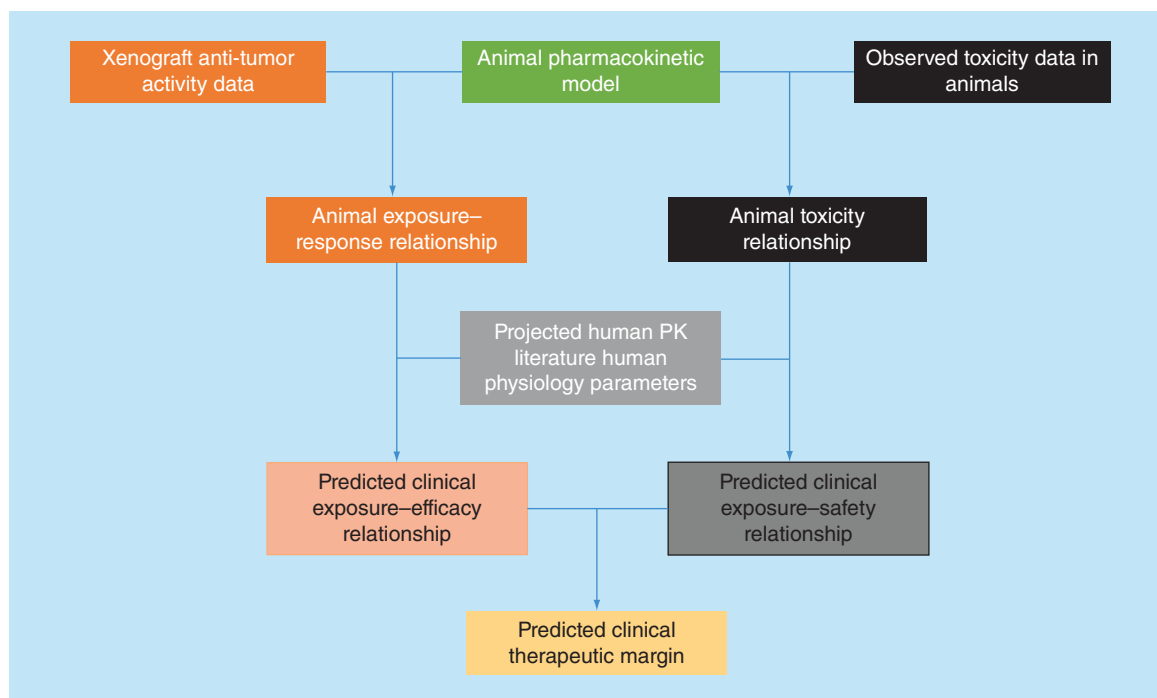 Xenograft anti-tumor
activity data
Animal pharmacokinetic
model
Observed toxicity data in
animals
Animal exposure–
response relationship
Animal toxicity
relationship
Projected human PK
literature human
physiology parameters
Predicted clinical
exposure–efficacy
relationship
Predicted clinical
exposure–safety
relationship
Predicted clinical
therapeutic margin